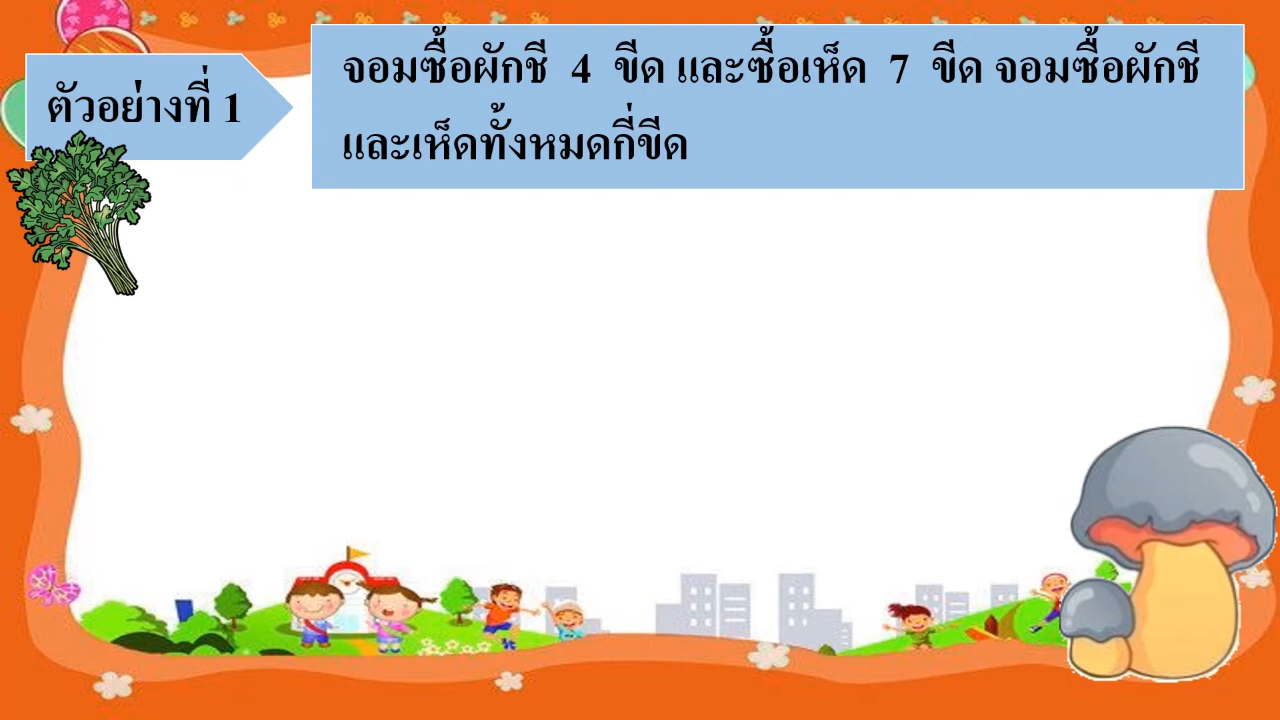 ตัวอย่างที่ 1
จอมซื้อผักชี 4 ขีด และซื้อเห็ด 7 ขีด จอมซื้อผักชี
และเห็ดทั้งหมดกี่ขีด